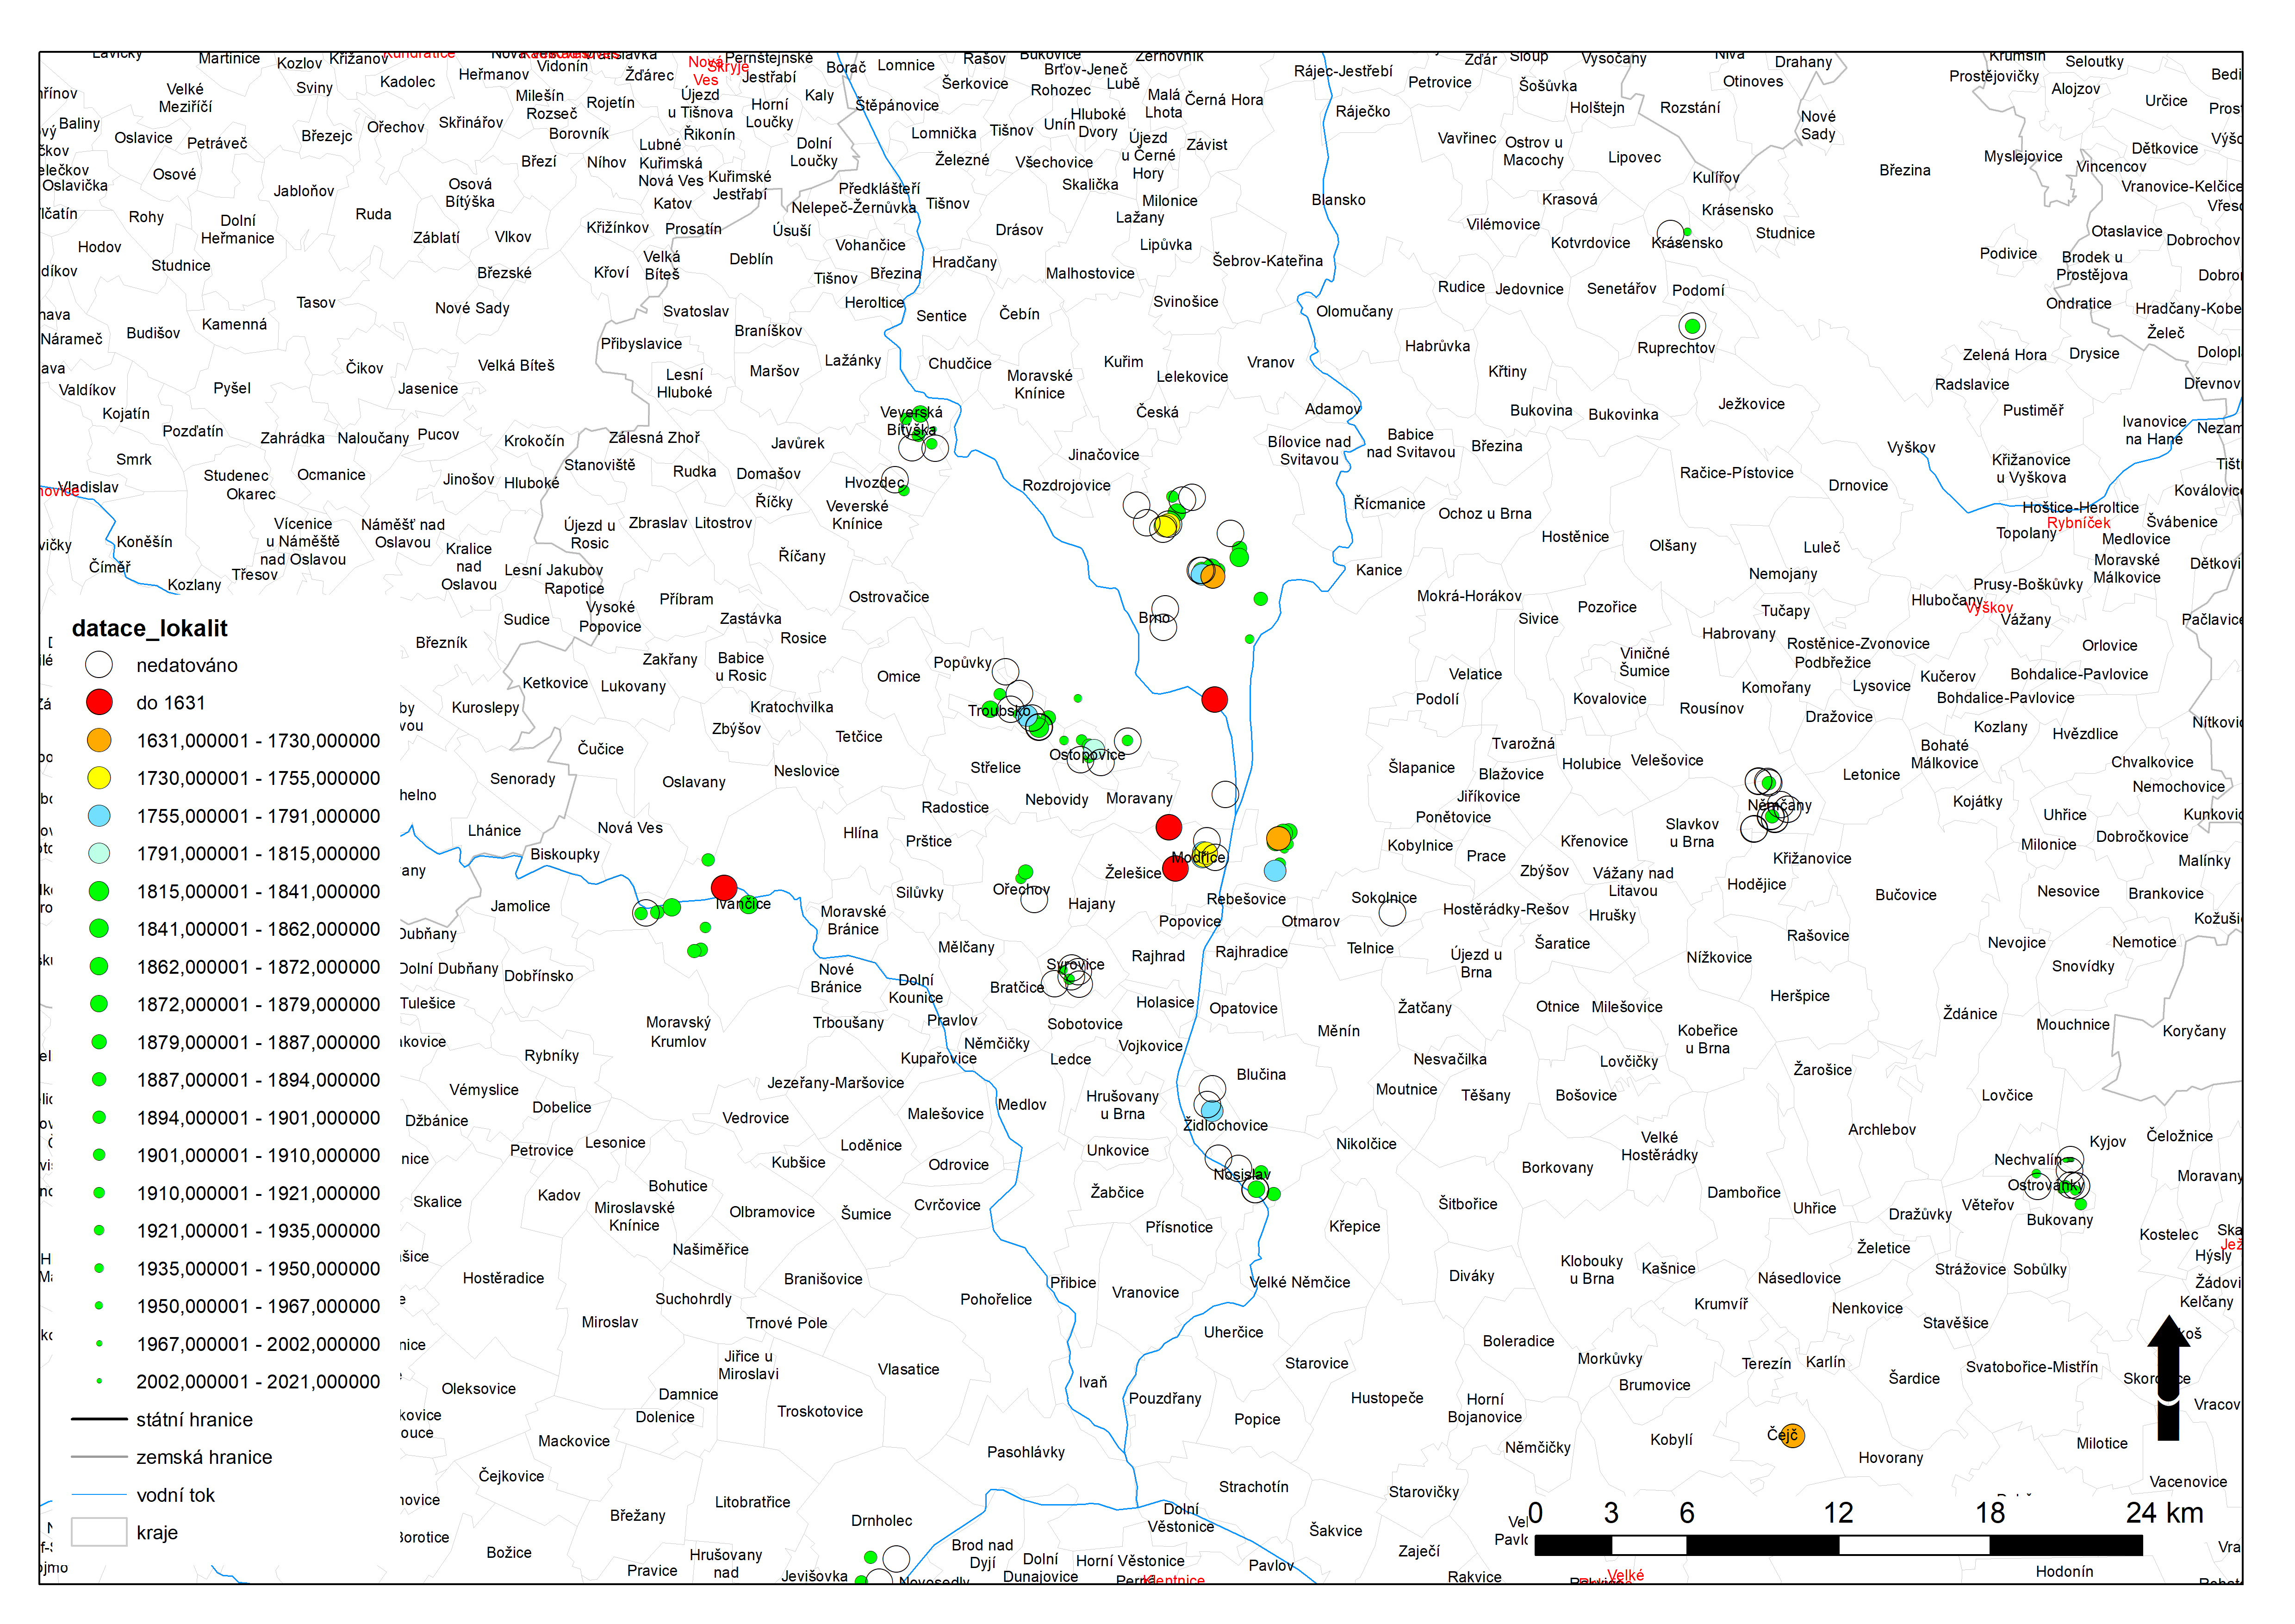 Lavičky
Martinice
Kozlov
Křižanov
Kundratice
Vidonín
Heřmanov
Žďárec
Nová
Ves
Skryje
Pernštejnské
Jestřabí
Borač
Lomnice
Rašov
Bukovice
Žernovník
Brťov-Jeneč
Rájec-Jestřebí
Žďár
Sloup
Vysočany
Niva
Drahany
Krumsín
Seloutky
Prostějovičky
Kadolec
Sviny
Velké
Meziříčí
Milešín
Rozseč
Rojetín
Újezd
u Tišnova
Horní
Loučky
Kaly
Štěpánovice
Šerkovice
Rohozec
Lubě
Malá
Lhota
Černá Hora
Ráječko
Petrovice
Šošůvka
Holštejn
Rozstání
Otinoves
Alojzov
Určice
Baliny
Oslavice
Petráveč
Březejc
Ořechov
Skřinářov
Borovník
Řikonín
Lomnička
Tišnov
Unín
Hluboké
Dvory
Újezd
u Černé
Hory
Závist
Vavřinec
Ostrov u
Macochy
Lipovec
Nové
Sady
Myslejovice
Dětkovice
Vincencov
Vranovice-Kelčice
Oslavička
Osové
Jabloňov
Březí
Níhov
Lubné
Kuřimská
Nová Ves
Katov
Kuřimské
Jestřabí
Dolní
Loučky
Předklášteří
Nelepeč-Žernůvka
Železné
Všechovice
Skalička
Tišnov
Milonice
Lažany
Blansko
Krasová
Kulířov
Krásensko
Březina
Rohy
Dolní
Heřmanice
Ruda
Osová
Bítýška
Záblatí
Vlkov
Křižínkov
Prosatín
Úsuší
Vohančice
Drásov
Lipůvka
Vilémovice
Kotvrdovice
Krásensko
Studnice
Otaslavice
Dobrochov
Hodov
Studnice
Březské
Křoví
Velká
Bíteš
Deblín
Tišnov
Březina
Hradčany
Malhostovice
Šebrov-Kateřina
Podivice
Brodek u
Prostějova
Ondratice
Tasov
Nové Sady
Svatoslav
Heroltice
Sentice
Čebín
Svinošice
Olomučany
Rudice
Jedovnice
Senetářov
Podomí
Nárameč
Budišov
Kamenná
Přibyslavice
Braníškov
Želeč
Drysice
Zelená Hora
Habrůvka
Ruprechtov
Valdíkov
Pyšel
Čikov
Jasenice
Velká Bíteš
Lesní
Hluboké
Maršov
Lažánky
Chudčice
Moravské
Knínice
Kuřim
Lelekovice
Vranov
Křtiny
Radslavice
Kojatín
Pozďatín
Zahrádka
Naloučany
Pucov
Krokočín
Zálesná Zhoř
Javůrek
Veverská
Bítýška
Česká
Adamov
Bukovina
Bukovinka
Ježkovice
Pustiměř
Ivanovice
na Hané
Smrk
Studenec
Okarec
Ocmanice
Jinošov
Hluboké
Stanoviště
Rudka
Domašov
Hvozdec
Jinačovice
Bílovice nad
Svitavou
Babice
nad Svitavou
Březina
Vyškov
Křižanovice
u Vyškova
Vladislav
Říčky
Veverské
Knínice
Rozdrojovice
Řícmanice
Račice-Pístovice
Drnovice
Hoštice-Heroltice
Rybníček
Švábenice
Koněšín
Vícenice
u Náměště
nad Oslavou
Náměšť nad
Oslavou
Kralice
nad
Oslavou
Újezd u
Rosic
Zbraslav
Litostrov
Říčany
Ochoz u Brna
Hostěnice
Olšany
Luleč
Topolany
Medlovice
Moravské
Málkovice
Číměř
Třesov
Kozlany
Lesní Jakubov
Rapotice
Kanice
Nemojany
Prusy-Boškůvky
Hlubočany
Vyškov
Sudice
Vysoké
Popovice
Příbram
Zastávka
Ostrovačice
Brno
Mokrá-Horákov
Pozořice
Sivice
Tučapy
Habrovany
Vážany
Březník
Rosice
Rostěnice-Zvonovice
Podbřežice
Orlovice
Zakřany
Babice
u Rosic
Popůvky
Omice
Velatice
Viničné
Šumice
Kučerov
Bohdalice-Pavlovice
Bohdalice-Pavlovice
Ketkovice
Lukovany
Kuroslepy
Kratochvilka
Troubsko
Podolí
Kovalovice
Komořany
Lysovice
Rousínov
Dražovice
Kozlany
Hvězdlice
Zbýšov
Tetčice
Čučice
Ostopovice
Tvarožná
Bohaté
Málkovice
Chvalkovice
Senorady
Oslavany
Neslovice
Střelice
Šlapanice
Blažovice
Holubice
Velešovice
Letonice
Nemochovice
Nebovidy
Moravany
Radostice
Jiříkovice
Ponětovice
Němčany
Kojátky
Uhřice
Lhánice
Nová Ves
Hlína
Prštice
Slavkov
u Brna
Dobročkovice
Biskoupky
Modřice
Kobylnice
Prace
Křenovice
Křižanovice
Milonice
Malínky
Želešice
Zbýšov
Vážany nad
Litavou
Hodějice
Bučovice
Nesovice
Brankovice
Jamolice
Ivančice
Silůvky
Ořechov
Hajany
Rebešovice
Sokolnice
Hostěrádky-Rešov
Hrušky
Moravské
Bránice
Popovice
Otmarov
Telnice
Šaratice
Rašovice
Nevojice
Nemotice
Mělčany
Rajhrad
Rajhradice
Újezd u
Brna
Nížkovice
Snovídky
Dolní Dubňany
Dobřínsko
Nové
Bránice
Dolní
Kounice
Syrovice
Bratčice
Holasice
Opatovice
Žatčany
Otnice
Milešovice
Heršpice
Tulešice
Moravský
Krumlov
Trboušany
Pravlov
Sobotovice
Měnín
Kobeřice
u Brna
Ždánice
Mouchnice
Koryčany
Rybníky
Němčičky
Kupařovice
Ledce
Vojkovice
Nesvačilka
Lovčičky
Žarošice
Vémyslice
Jezeřany-Maršovice
Blučina
Moutnice
Těšany
Bošovice
Lovčice
Dobelice
Džbánice
Vedrovice
Malešovice
Medlov
Hrušovany
u Brna
Židlochovice
Archlebov
Petrovice
Lesonice
Loděnice
Unkovice
Nikolčice
Velké
Hostěrádky
Kyjov
Čeložnice
Kubšice
Odrovice
Nosislav
Borkovany
Nechvalín
Ostrovánky
Moravany
Skalice
Kadov
Bohutice
Miroslavské
Knínice
Olbramovice
Šumice
Cvrčovice
Žabčice
Šitbořice
Dambořice
Uhřice
Dražůvky
Věteřov
Bukovany
Přísnotice
Křepice
Kostelec
Našiměřice
Želetice
Hýsly
Hostěradice
Branišovice
Přibice
Vranovice
Velké Němčice
Diváky
Klobouky
u Brna
Kašnice
Násedlovice
Strážovice
Sobůlky
Suchohrdly
Pohořelice
Krumvíř
Nenkovice
Kelčany
Miroslav
Trnové Pole
Uherčice
Boleradice
Stavěšice
Jiřice u
Miroslavi
Vlasatice
Starovice
Morkůvky
Terezín
Karlín
Svatobořice-Mistřín
Oleksovice
Damnice
Dolenice
Ivaň
Pouzdřany
Hustopeče
Horní
Bojanovice
Brumovice
Šardice
Troskotovice
Popice
Mackovice
Pasohlávky
Němčičky
Kobylí
Čejč
Hovorany
Milotice
Čejkovice
Strachotín
Starovičky
Vacenovice
Břežany
Litobratřice
Drnholec
Dolní
Věstonice
Šakvice
Božice
Hrušovany
nad
Brod nad
Dyjí
Dolní
Dunajovice
Horní Věstonice
Pavlov
Zaječí
Pravice
Jevišovka
Novosedly
Perná
Klentnice
Rakvice
Velké
Hodonín
datace_lokalit
nedatováno
do 1631
1631,000001 - 1730,000000
1730,000001 - 1755,000000
1755,000001 - 1791,000000
1791,000001 - 1815,000000
1815,000001 - 1841,000000
1841,000001 - 1862,000000
1862,000001 - 1872,000000
1872,000001 - 1879,000000
1879,000001 - 1887,000000
1887,000001 - 1894,000000
1894,000001 - 1901,000000
1901,000001 - 1910,000000
1910,000001 - 1921,000000
1921,000001 - 1935,000000
1935,000001 - 1950,000000
1950,000001 - 1967,000000
1967,000001 - 2002,000000
2002,000001 - 2021,000000
státní hranice
zemská hranice
vodní tok
kraje
0 3 6 12 18 24 km